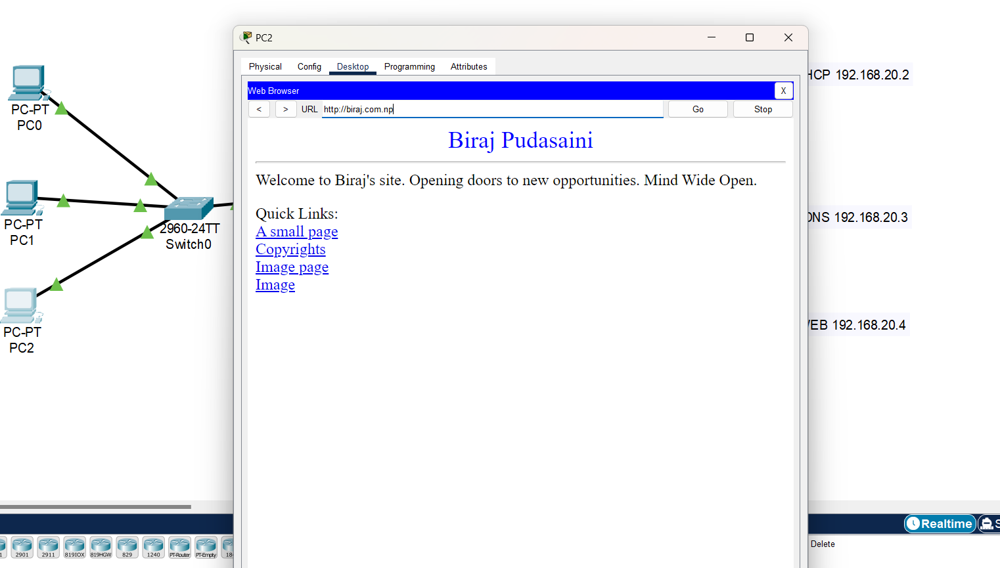 PC2
Physical Config Desktop Programming Attributes
Web Browser X
< > URL http://biraj.com.np Go Stop
Biraj Pudasaini
Welcome to Biraj's site. Opening doors to new opportunities. Mind Wide Open.
Quick Links:
A small page
Copyrights
Image page
Image
PC-PT
PC0
PC-PT
PC1
2960-24TT
Switch0
PC-PT
PC2
HCP 192.168.20.2
DNS 192.168.20.3
WEB 192.168.20.4
Realtime
2901 2911 819IOX 819HGW 829 1240 PT-Router PT-Empty
Delete